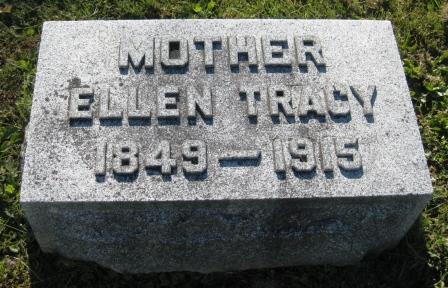 MOTHER
ELLEN TRACY
1849 — 1915